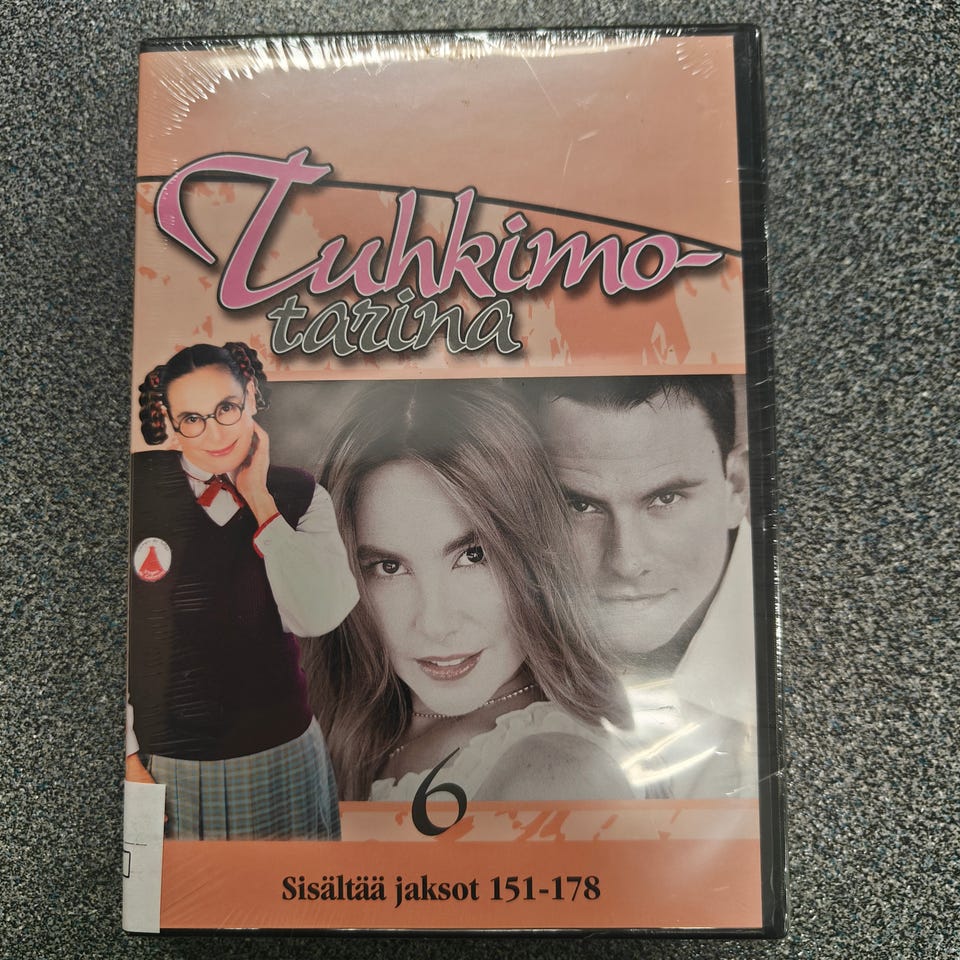 Tuhkimo-
tarina
6
Sisältää jaksot 151-178